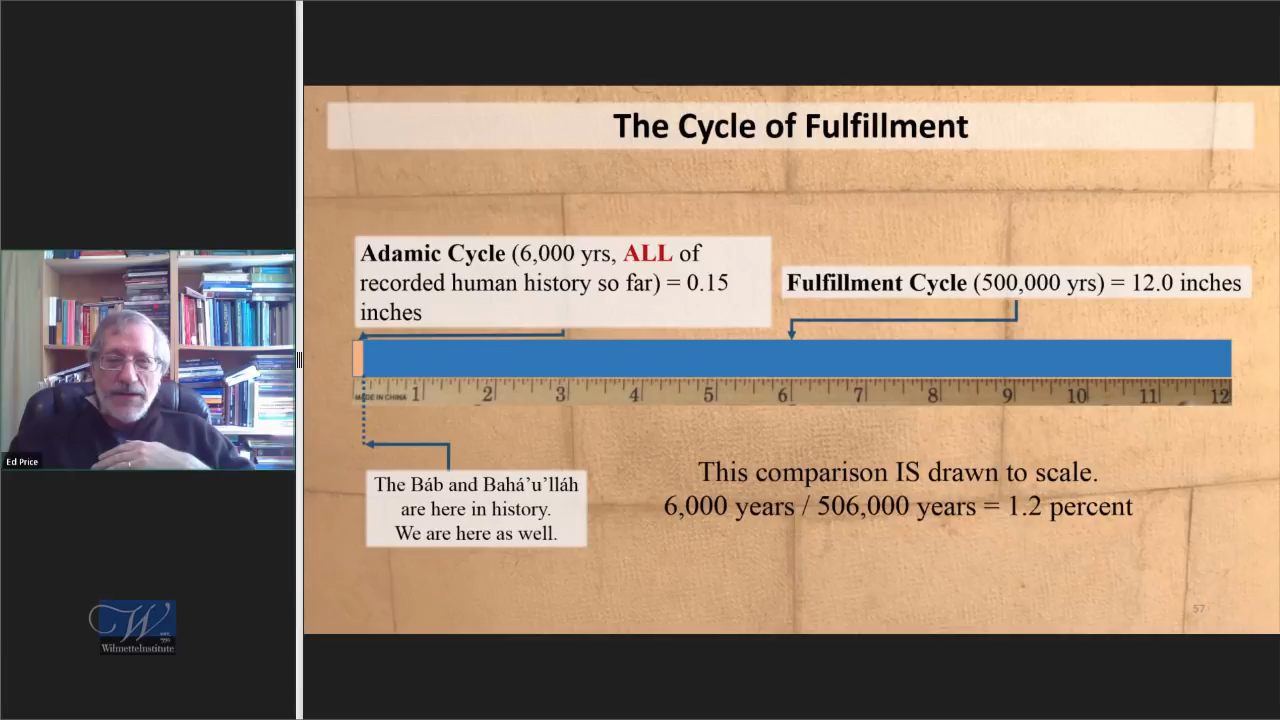 The Cycle of Fulfillment
Adamic Cycle (6,000 yrs, ALL of
recorded human history so far) = 0.15
inches
Fulfillment Cycle (500,000 yrs) = 12.0 inches
MADE IN CHINA 1 2 3 4 5 6 7 8 9 10 11 12
The Báb and Bahá’u’lláh
are here in history.
We are here as well.
This comparison IS drawn to scale.
6,000 years / 506,000 years = 1.2 percent
57
Ed Price
W
WilmetteInstitute